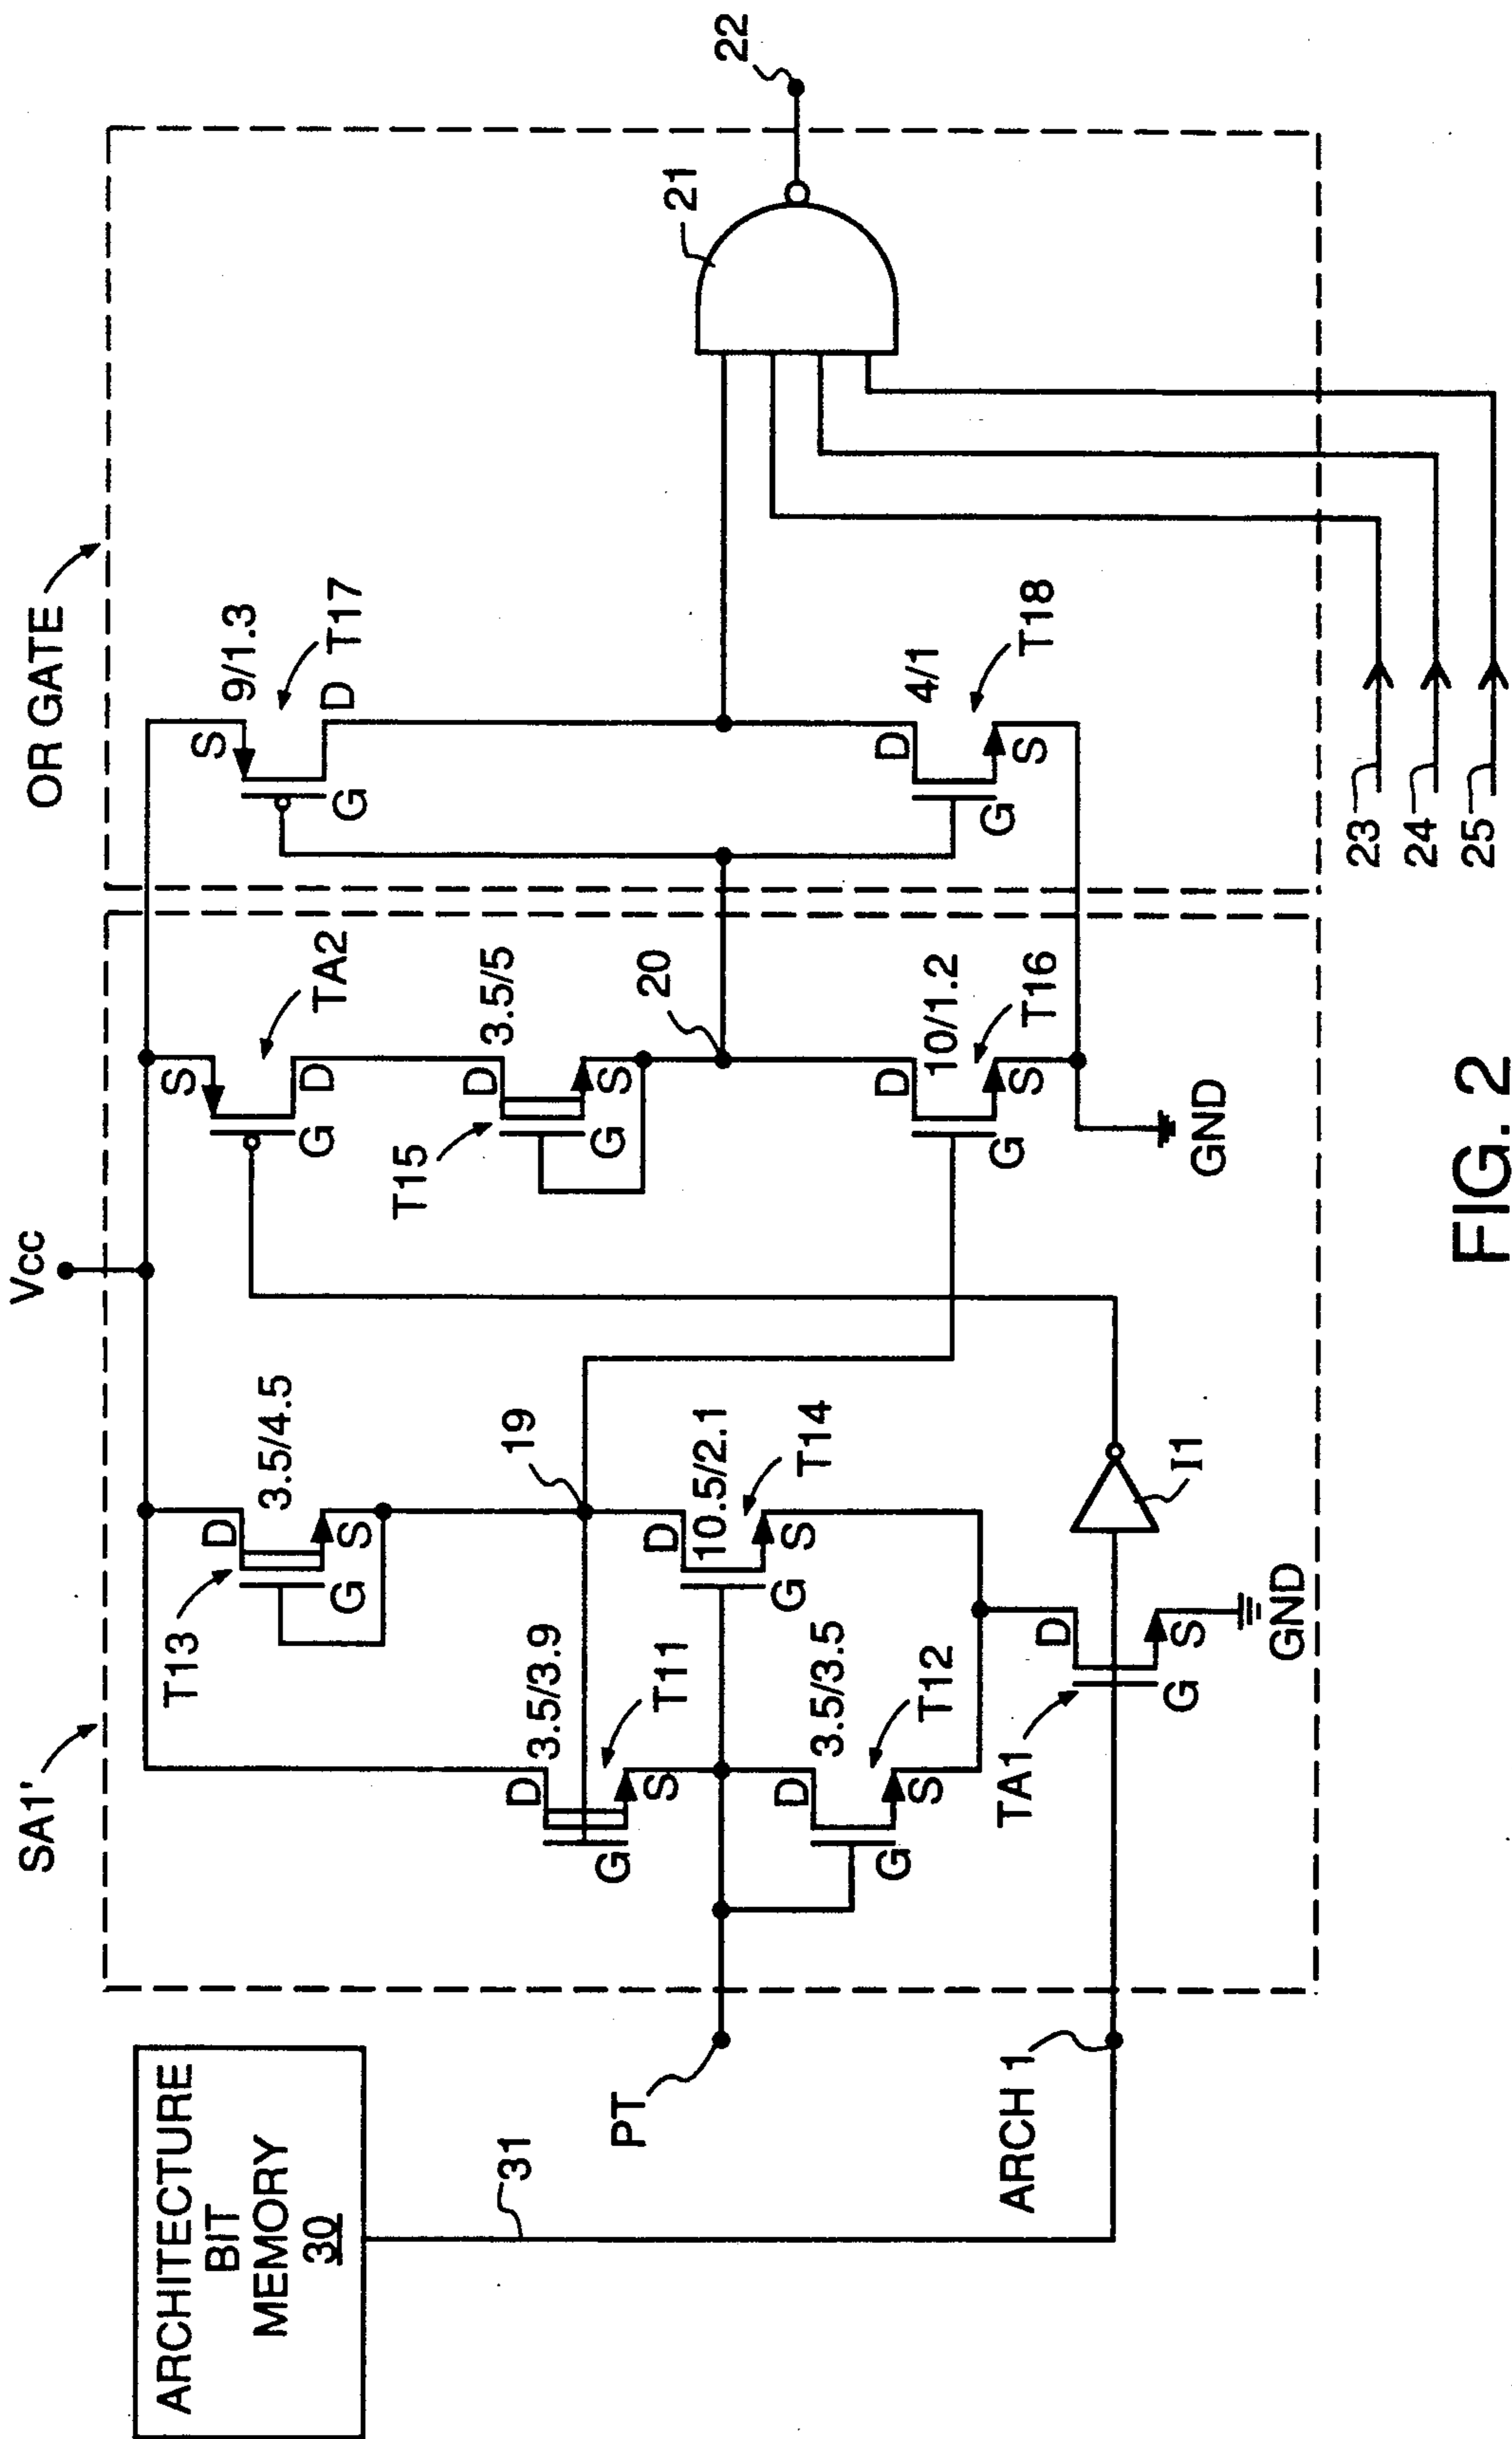 ARCHITECTURE
BIT
MEMORY
30
31
PT
ARCH 1
SA1'
Vcc
OR GATE
T13
D
3.5/4.5
S
G
D
3.5/3.9
S
G
T11
19
D
10.5/2.1
S
G
T14
D
3.5/3.5
S
G
T12
TA1
D
G
S
GND
I1
S
TA2
D
G
T15
D
3.5/5
S
G
20
D
10/1.2
S
G
T16
GND
S
9/1.3
D
G
T17
D
4/1
S
G
T18
21
22
23
24
25
FIG. 2